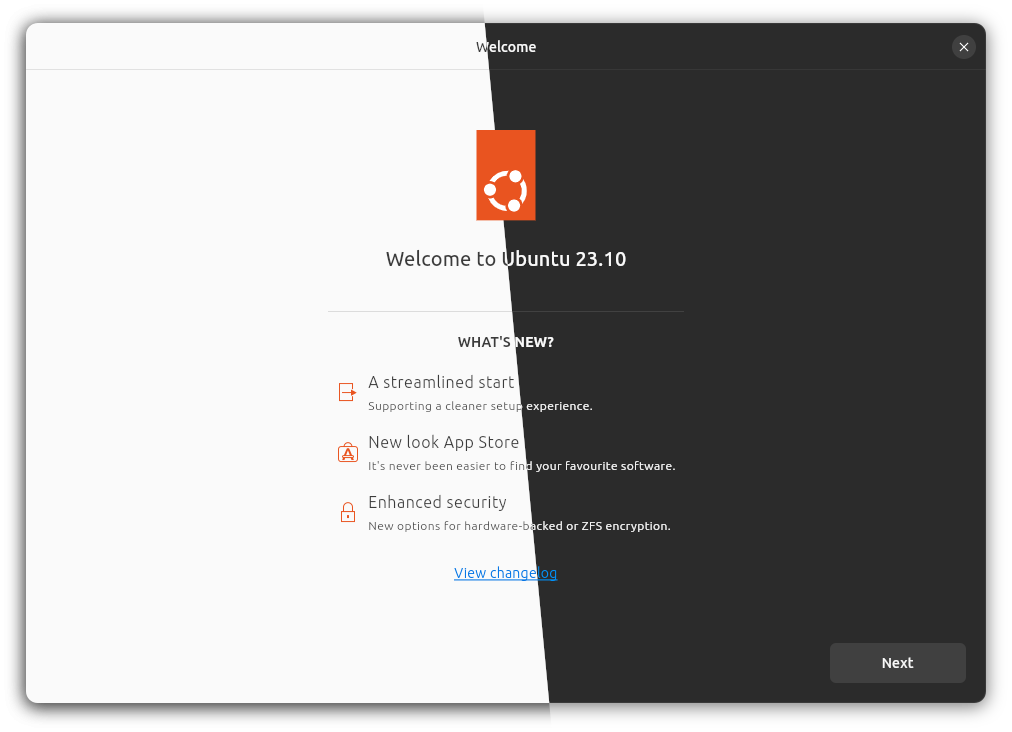 Welcome
Welcome to Ubuntu 23.10
WHAT'S NEW?
A streamlined start
Supporting a cleaner setup experience.
New look App Store
It's never been easier to find your favourite software.
Enhanced security
New options for hardware-backed or ZFS encryption.
View changelog
Next